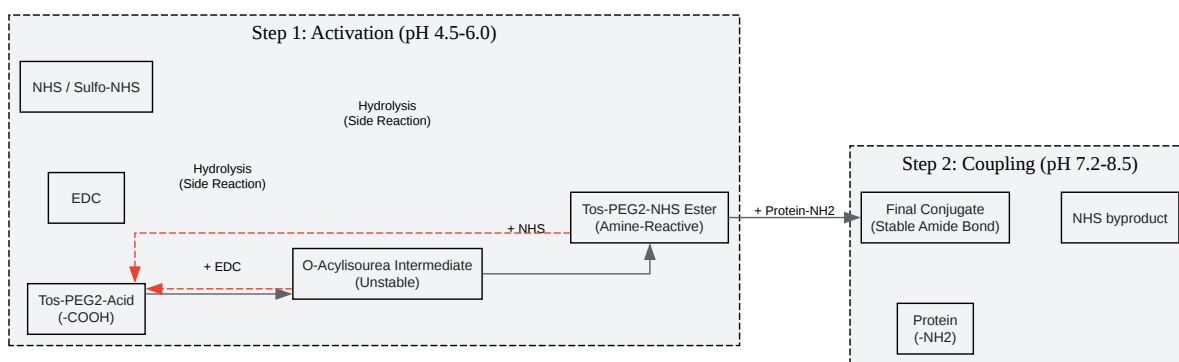 Step 1: Activation (pH 4.5-6.0)
NHS / Sulfo-NHS
Hydrolysis
(Side Reaction)
Hydrolysis
(Side Reaction)
EDC
Tos-PEG2-NHS Ester
(Amine-Reactive)
+ NHS
+ EDC
O-Acylisourea Intermediate
(Unstable)
Tos-PEG2-Acid
(-COOH)
+ Protein-NH2
Step 2: Coupling (pH 7.2-8.5)
Final Conjugate
(Stable Amide Bond)
NHS byproduct
Protein
(-NH2)